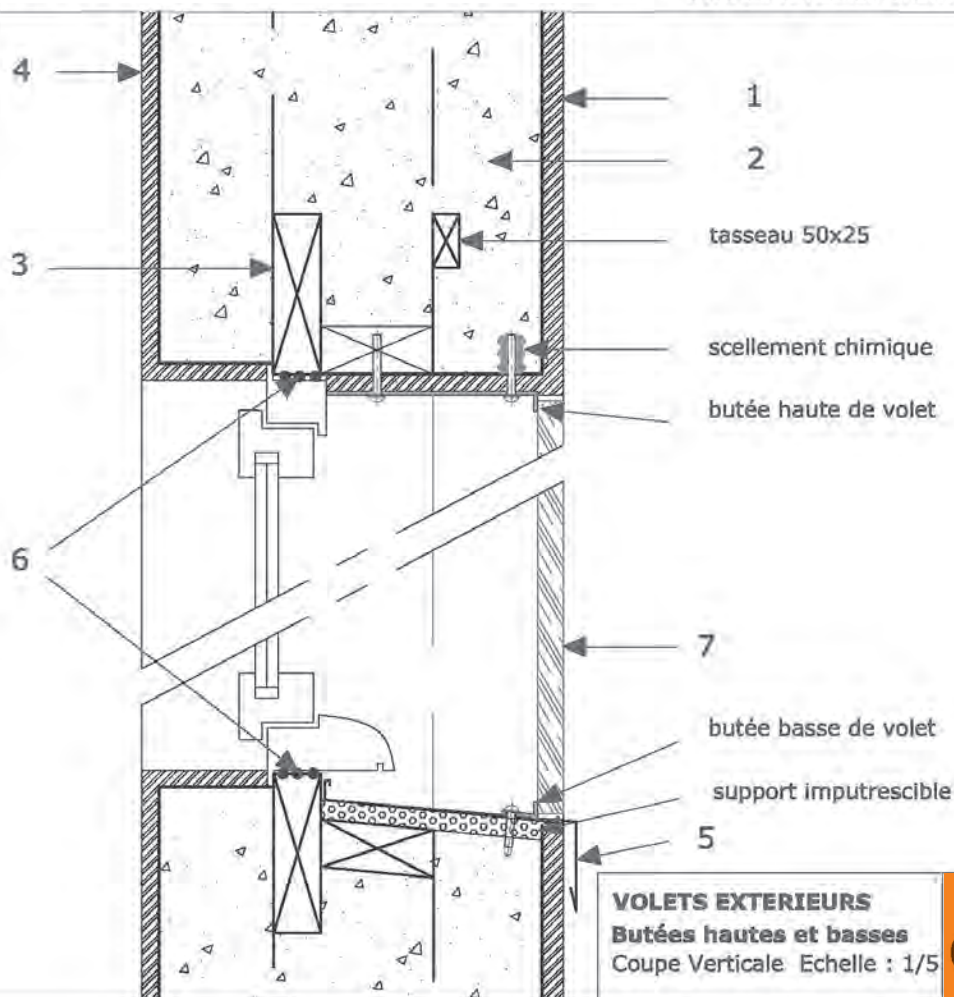 4
1
2
tasseau 50x25
3
scellement chimique
butée haute de volet
6
7
butée basse de volet
support imputrescible
5
VOLETS EXTERIEURS
Butées hautes et basses
Coupe Verticale Echelle : 1/5